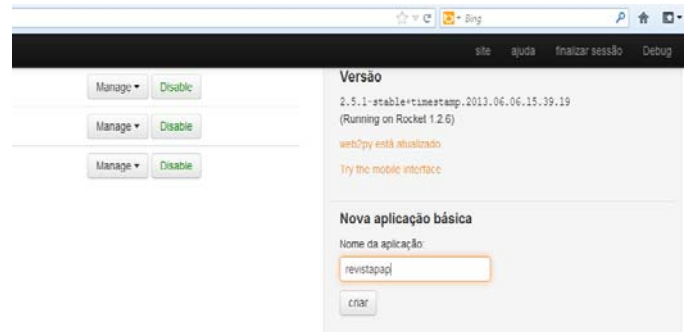 Bing
site ajuda finalizar sessão Debug
Manage Disable
Manage Disable
Manage Disable
Versão
2.5.1-stable+timestamp.2013.06.06.15.39.19
(Running on Rocket 1.2.6)
web2py está atualizado
Try the mobile interface
Nova aplicação básica
Nome da aplicação:
revistapap
criar